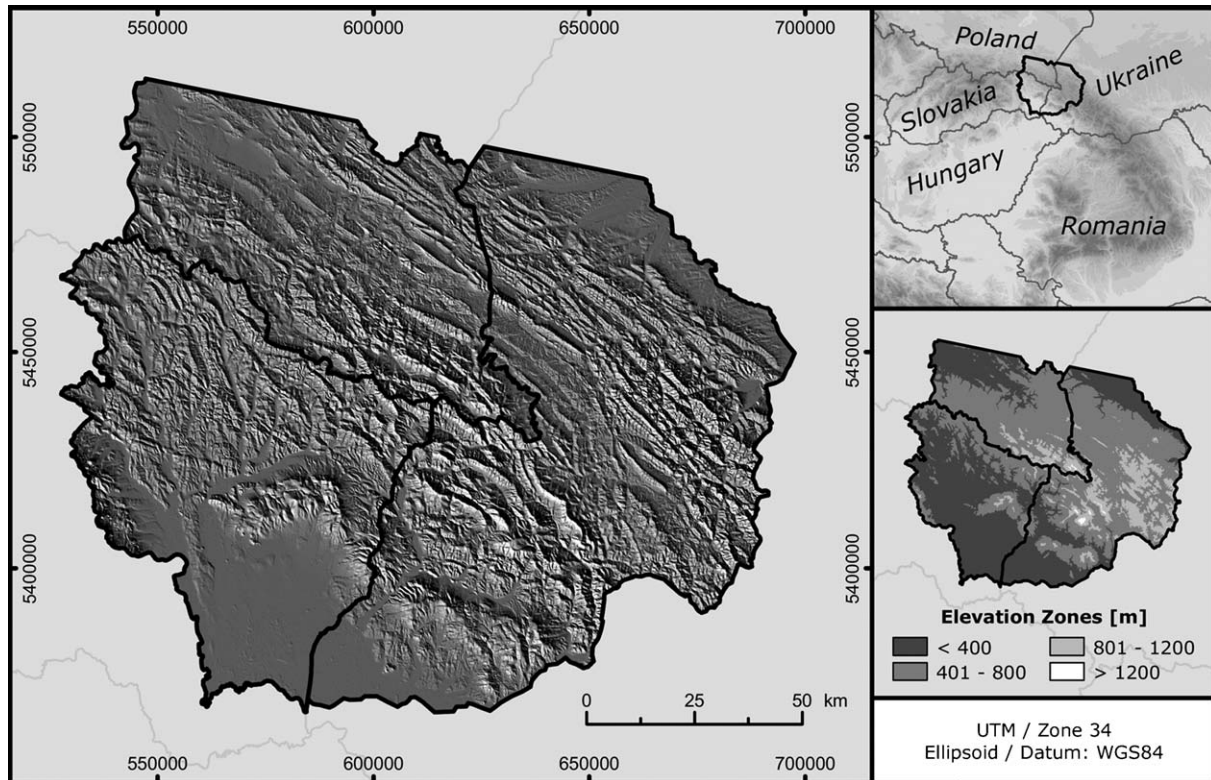 550000 600000 650000 700000
5500000
5500000
5450000
5450000
5400000
5400000
0 25 50
km
550000 600000 650000 700000
Poland
Ukraine
Slovakia
Hungary
Romania
Elevation Zones [m]
< 400 801 - 1200
401 - 800 > 1200
UTM / Zone 34
Ellipsoid / Datum: WGS84